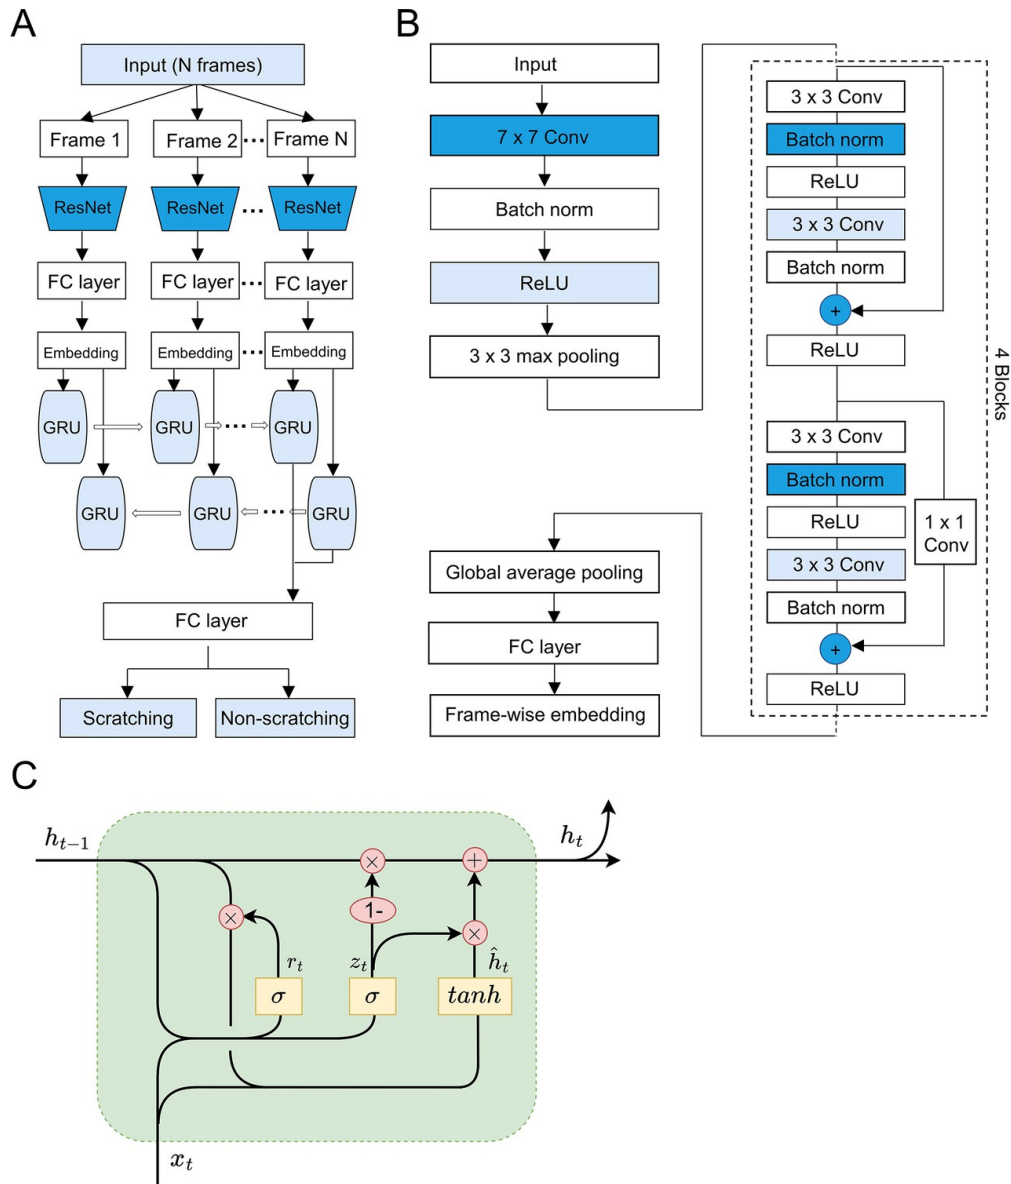 A
Input (N frames)
Frame 1
Frame 2
Frame N
ResNet
ResNet
ResNet
FC layer
FC layer
FC layer
Embedding
Embedding
Embedding
GRU
GRU
GRU
GRU
GRU
GRU
FC layer
Scratching
Non-scratching
B
Input
7 x 7 Conv
Batch norm
ReLU
3 x 3 max pooling
3 x 3 Conv
Batch norm
ReLU
3 x 3 Conv
Batch norm
+
ReLU
3 x 3 Conv
Batch norm
ReLU
3 x 3 Conv
Batch norm
+
ReLU
1 x 1
Conv
4 Blocks
Global average pooling
FC layer
Frame-wise embedding
C
h_{t-1}
h_t
×
+
1-
×
×
r_t
z_t
ĥ_t
σ
σ
tanh
x_t